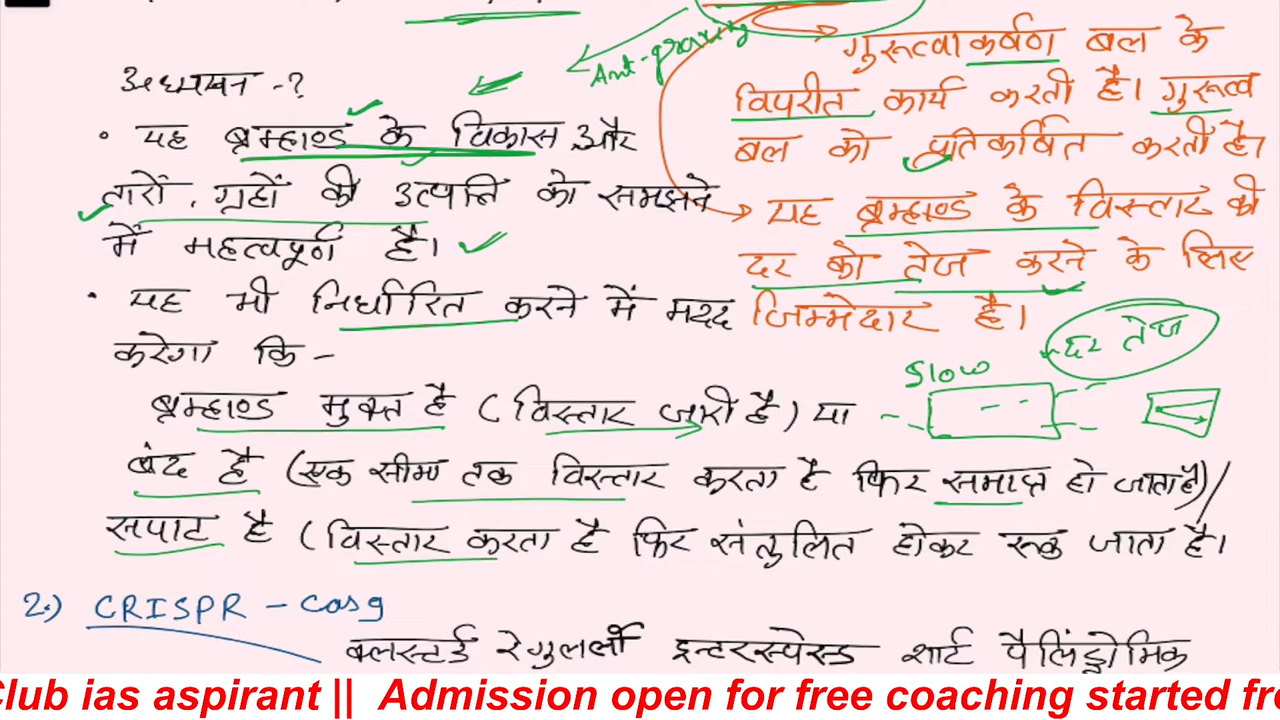 अध्ययन -?
• यह ब्रम्हाण्ड के विकास और
तारों, ग्रहों की उत्पत्ति को समझने
में महत्वपूर्ण है।
• यह भी निर्धारित करने में मदद
करेगा कि -
ब्रम्हाण्ड मुक्त है (विस्तार जारी है) या
बंद है (एक सीमा तक विस्तार करता है फिर समाप्त हो जाता है) /
सपाट है (विस्तार करता है फिर संतुलित होकर रूक जाता है।
Ant-gravity
गुरूत्वाकर्षण बल के
विपरीत कार्य करती है। गुरूत्व
बल को प्रतिकर्षित करती है।
यह ब्रम्हाण्ड के विस्तार की
दर को तेज करने के लिए
जिम्मेदार है।
दर तेज
Slow
2.) CRISPR - Cas9
क्लस्टर्ड रेगुलर्ली इन्टरस्पेस्ड शार्ट पैलिंड्रोमिक
Club ias aspirant || Admission open for free coaching started